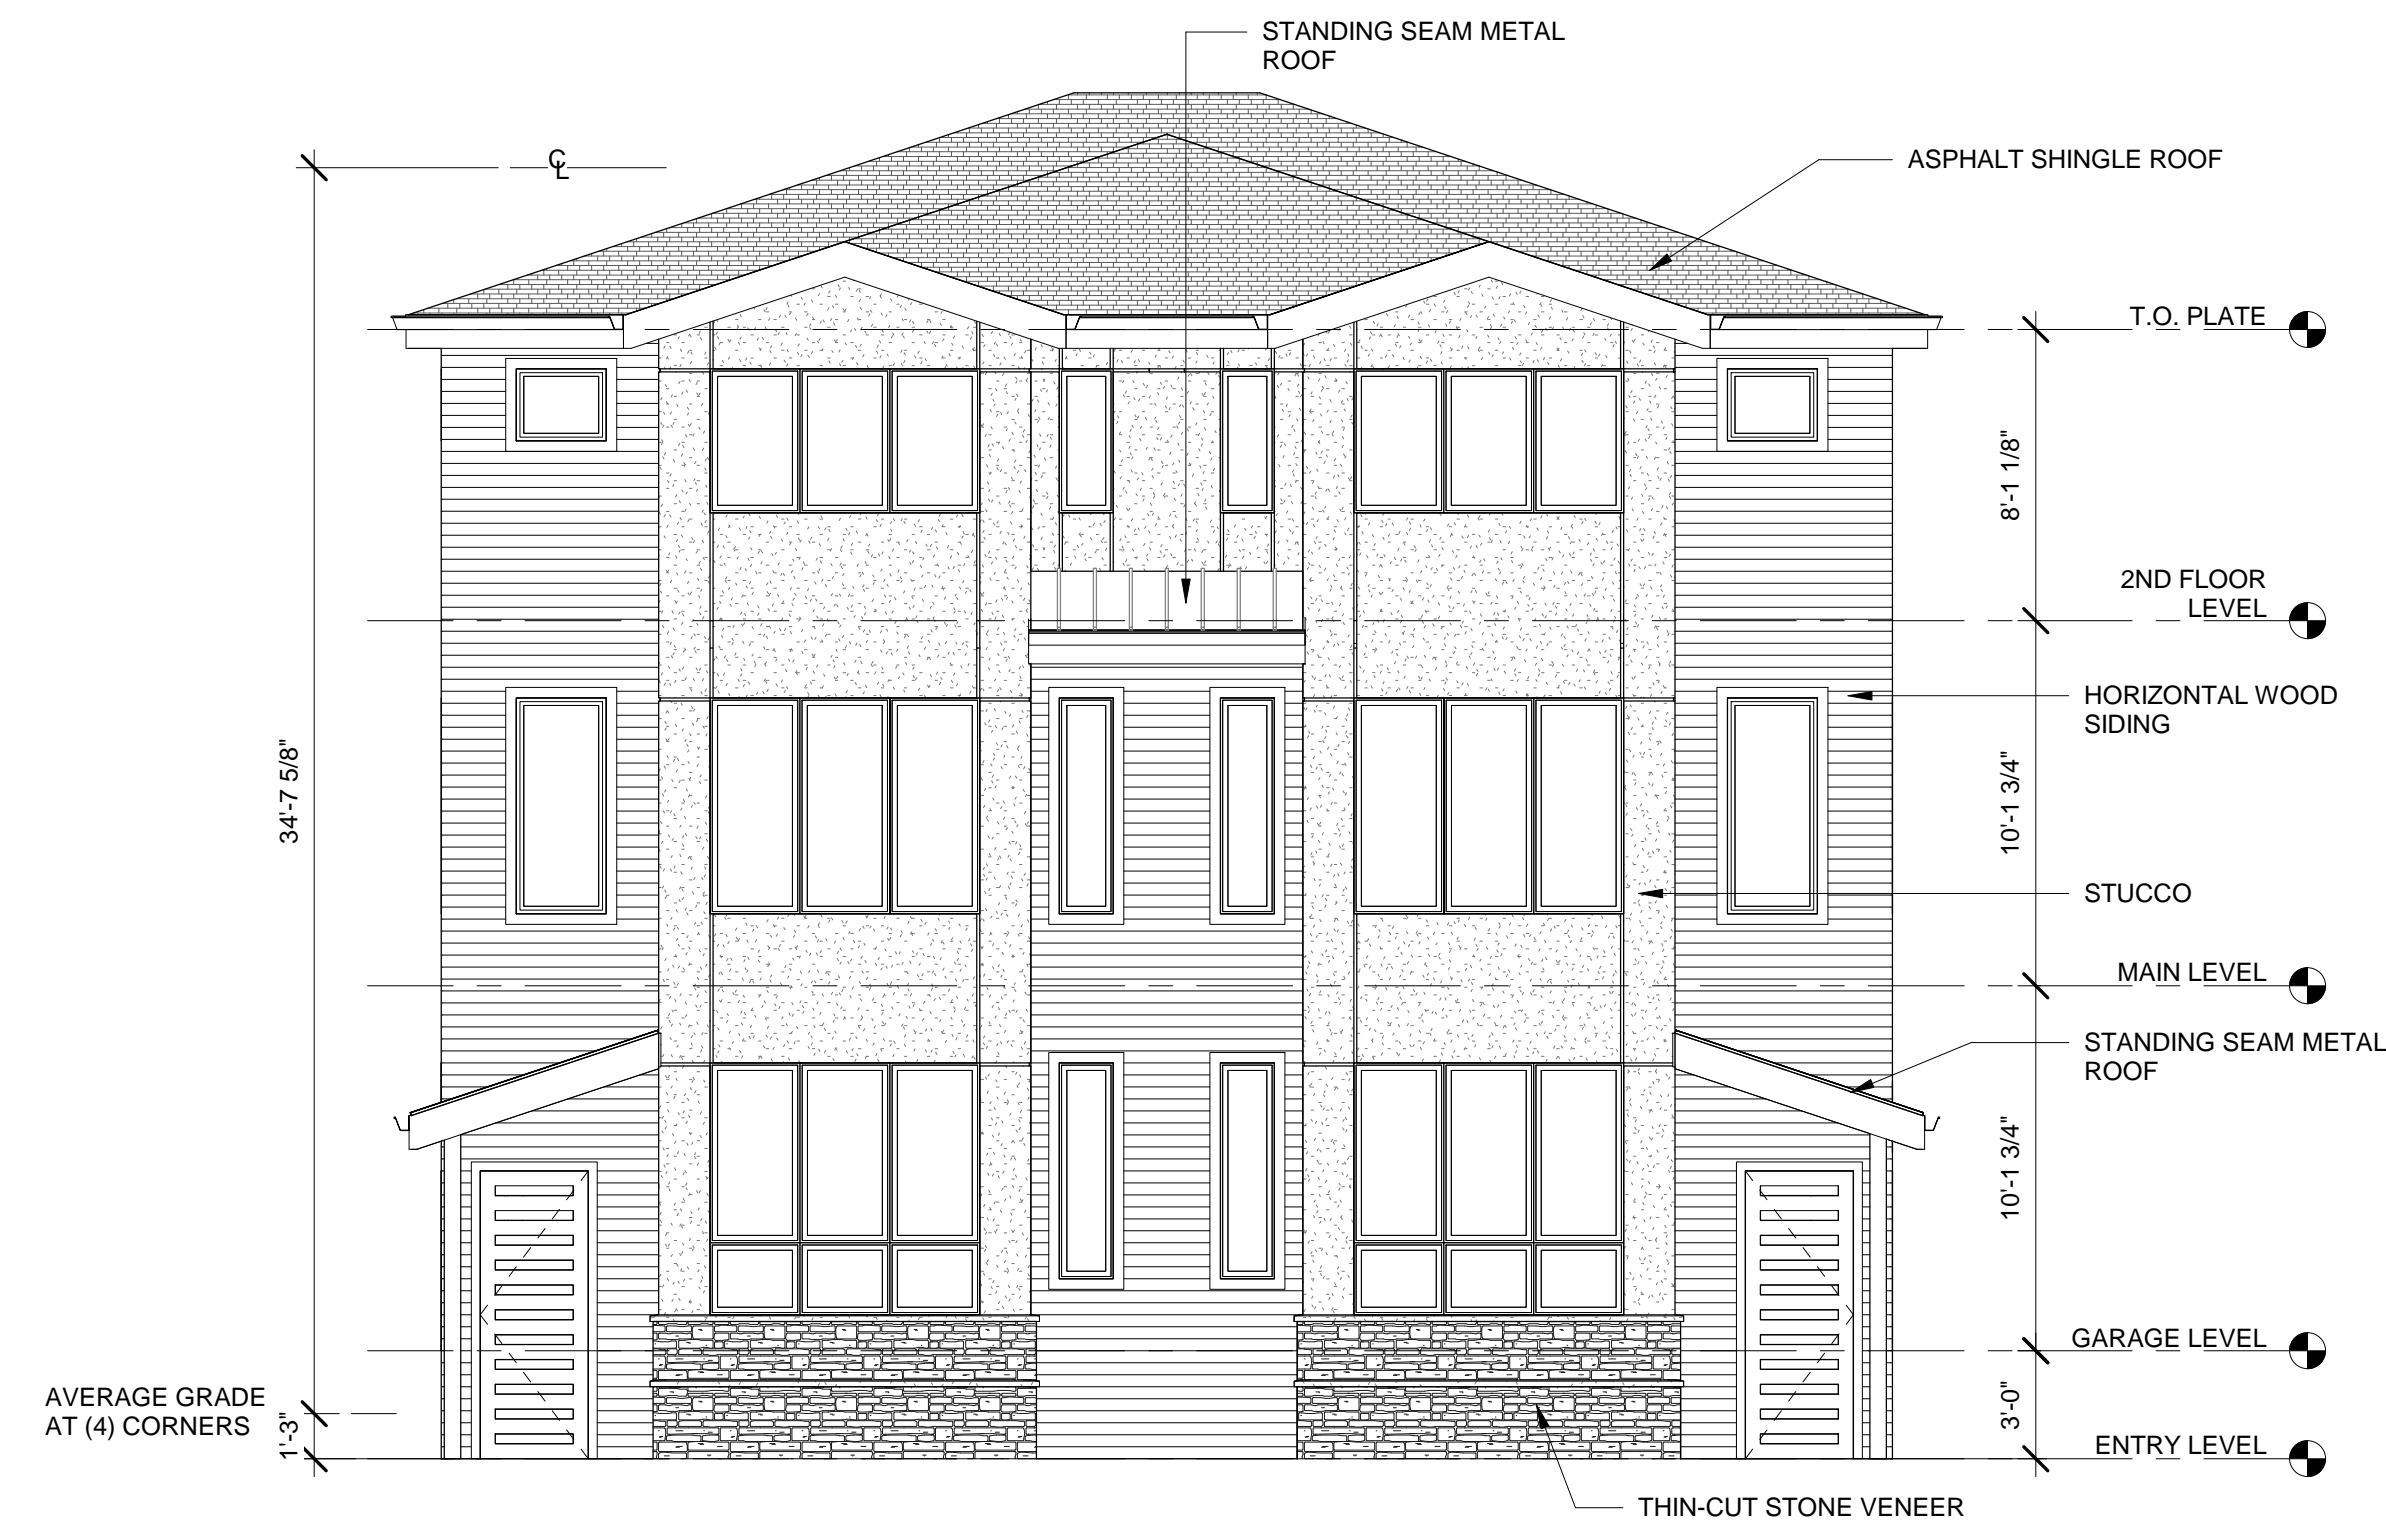 STANDING SEAM METAL
ROOF
℄
ASPHALT SHINGLE ROOF
T.O. PLATE
8'-1 1/8"
2ND FLOOR
LEVEL
HORIZONTAL WOOD
SIDING
34'-7 5/8"
10'-1 3/4"
STUCCO
MAIN LEVEL
STANDING SEAM METAL
ROOF
10'-1 3/4"
GARAGE LEVEL
AVERAGE GRADE
AT (4) CORNERS
1'-3"
3'-0"
ENTRY LEVEL
THIN-CUT STONE VENEER